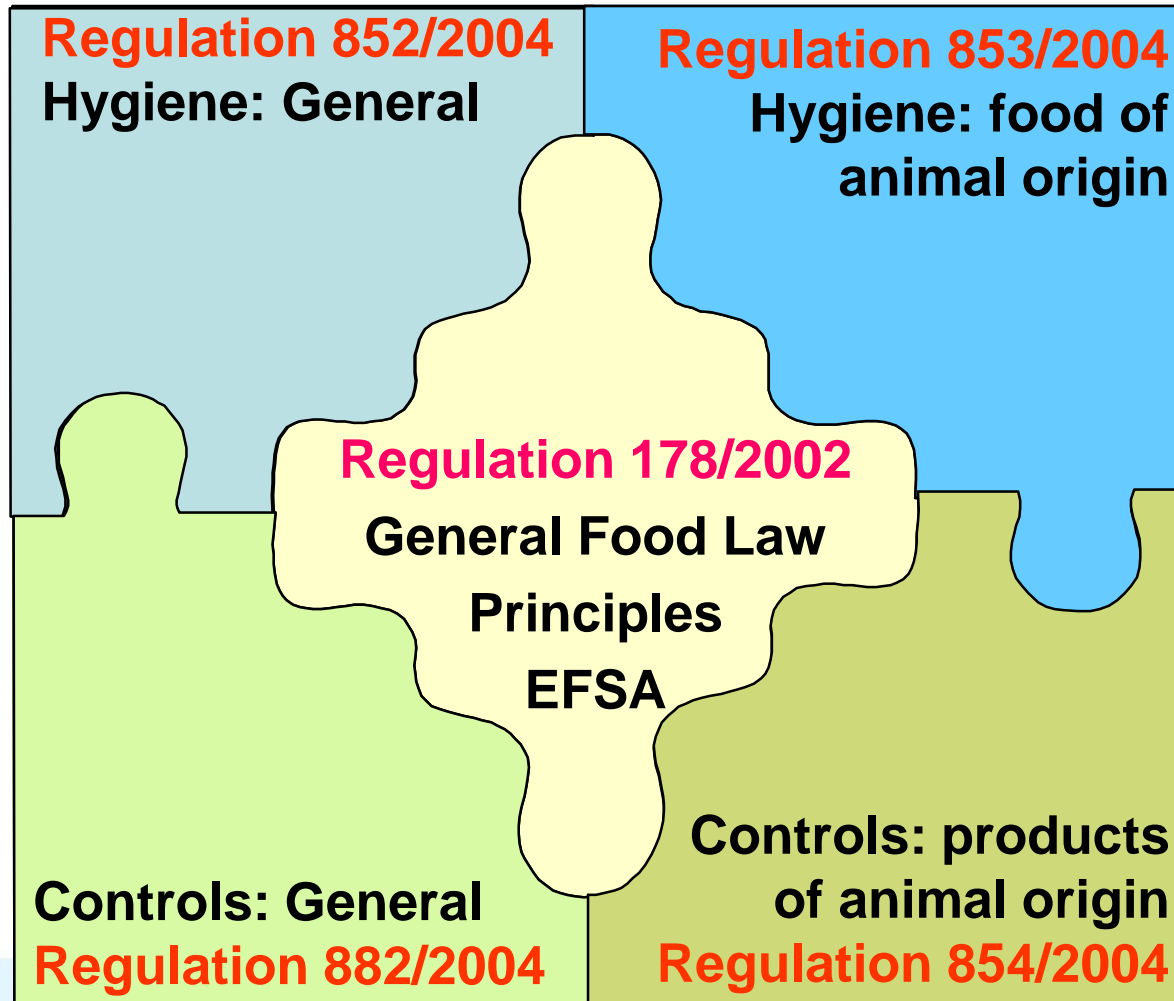 Regulation 852/2004
Hygiene: General
Regulation 853/2004
Hygiene: food of
animal origin
Regulation 178/2002
General Food Law
Principles
EFSA
Controls: General
Regulation 882/2004
Controls: products
of animal origin
Regulation 854/2004